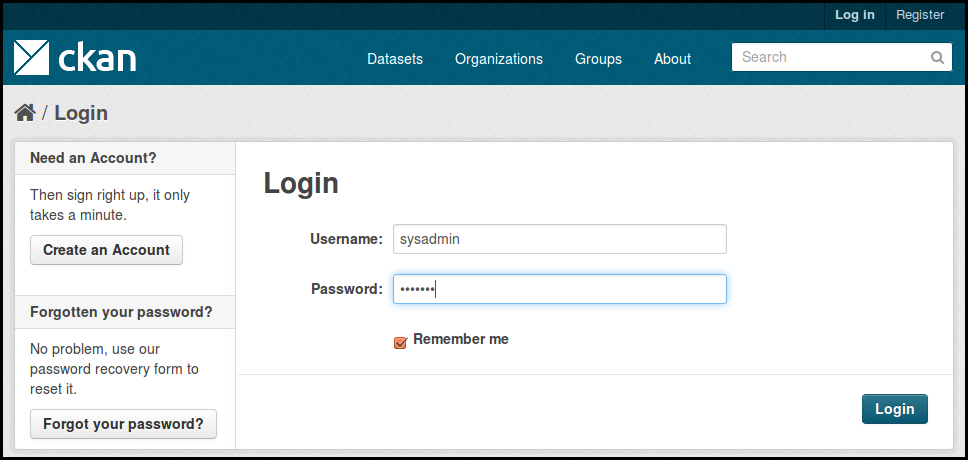 Log in Register
ckan
Datasets Organizations Groups About Search
/ Login
Need an Account?
Then sign right up, it only
takes a minute.
Create an Account
Forgotten your password?
No problem, use our
password recovery form to
reset it.
Forgot your password?
Login
Username: sysadmin
Password: •••••••
Remember me
Login